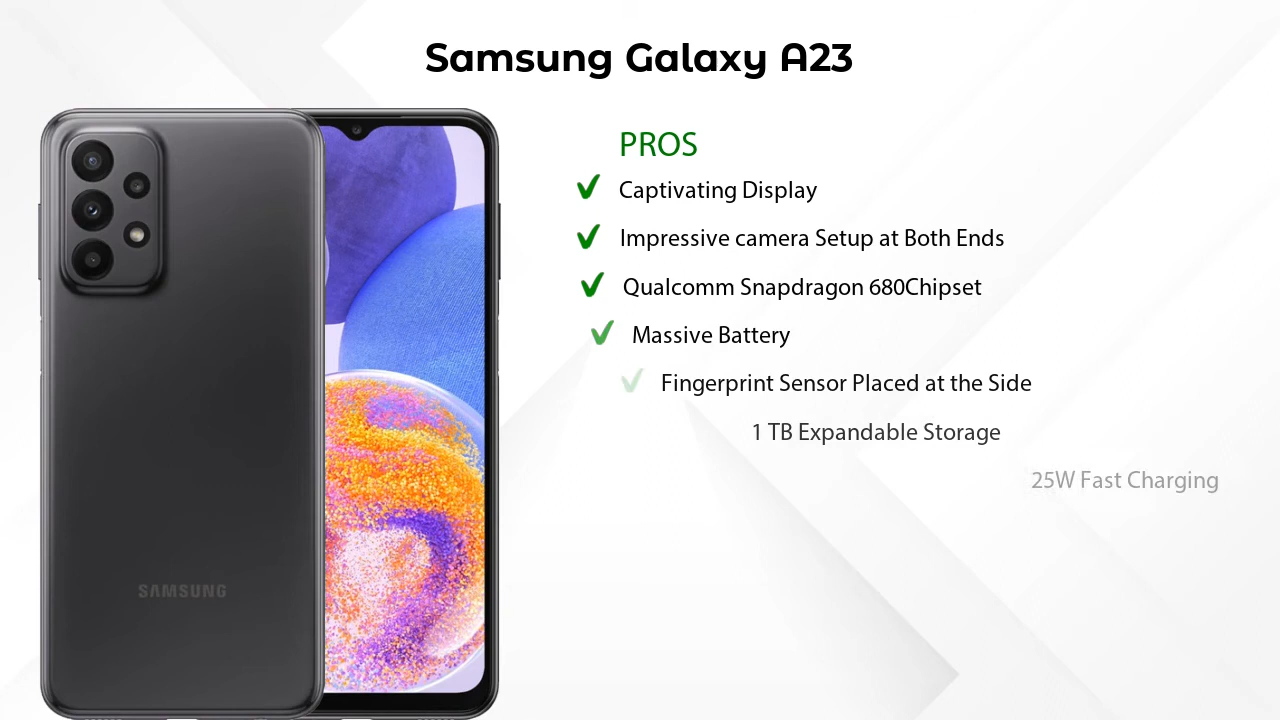 Samsung Galaxy A23
PROS
Captivating Display
Impressive camera Setup at Both Ends
Qualcomm Snapdragon 680Chipset
Massive Battery
Fingerprint Sensor Placed at the Side
1 TB Expandable Storage
25W Fast Charging
SAMSUNG